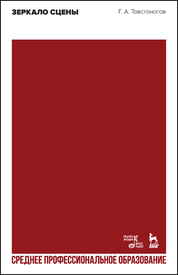 ЗЕРКАЛО СЦЕНЫ
Г. А. Товстоногов
СРЕДНЕЕ ПРОФЕССИОНАЛЬНОЕ ОБРАЗОВАНИЕ